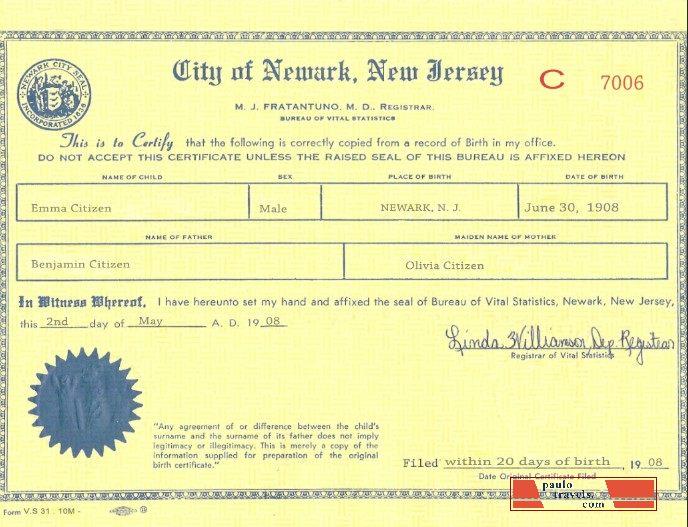 City of Newark, New Jersey
C 7006
NEWARK CITY SEAL
INCORPORATED 1836
M. J. FRATANTUNO, M. D., REGISTRAR.
BUREAU OF VITAL STATISTICS
This is to Certify that the following is correctly copied from a record of Birth in my office.
DO NOT ACCEPT THIS CERTIFICATE UNLESS THE RAISED SEAL OF THIS BUREAU IS AFFIXED HEREON
NAME OF CHILD SEX PLACE OF BIRTH DATE OF BIRTH
Emma Citizen Male NEWARK, N. J. June 30, 1908
NAME OF FATHER MAIDEN NAME OF MOTHER
Benjamin Citizen Olivia Citizen
In Witness Whereof, I have hereunto set my hand and affixed the seal of Bureau of Vital Statistics, Newark, New Jersey,
this 2nd day of May A. D. 19 08
Linda Williamson, Dep. Registrar
Registrar of Vital Statistics
"Any agreement of or difference between the child's
surname and the surname of its father does not imply
legitimacy or illegitimacy. This is merely a copy of the
information supplied for preparation of the original
birth certificate."
Filed within 20 days of birth, 19 08
Date Original Certificate Filed
Form V.S 31 . 10M -
paulo
travels.
com